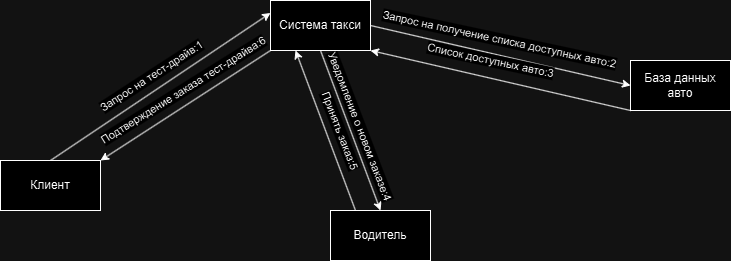 Система такси
Запрос на получение списка доступных авто:2
Список доступных авто:3
База данных
авто
Запрос на тест-драйв:1
Подтверждение заказа тест-драйва:6
Уведомление о новом заказе:4
Принять заказ:5
Клиент
Водитель